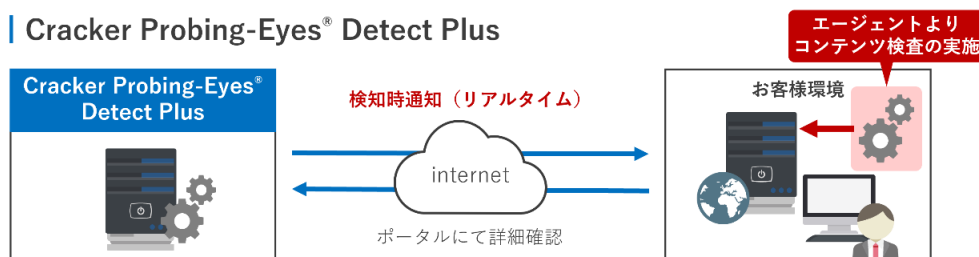 Cracker Probing-Eyes® Detect Plus
エージェントより
コンテンツ検査の実施
Cracker Probing-Eyes®
Detect Plus
検知時通知（リアルタイム）
お客様環境
internet
ポータルにて詳細確認